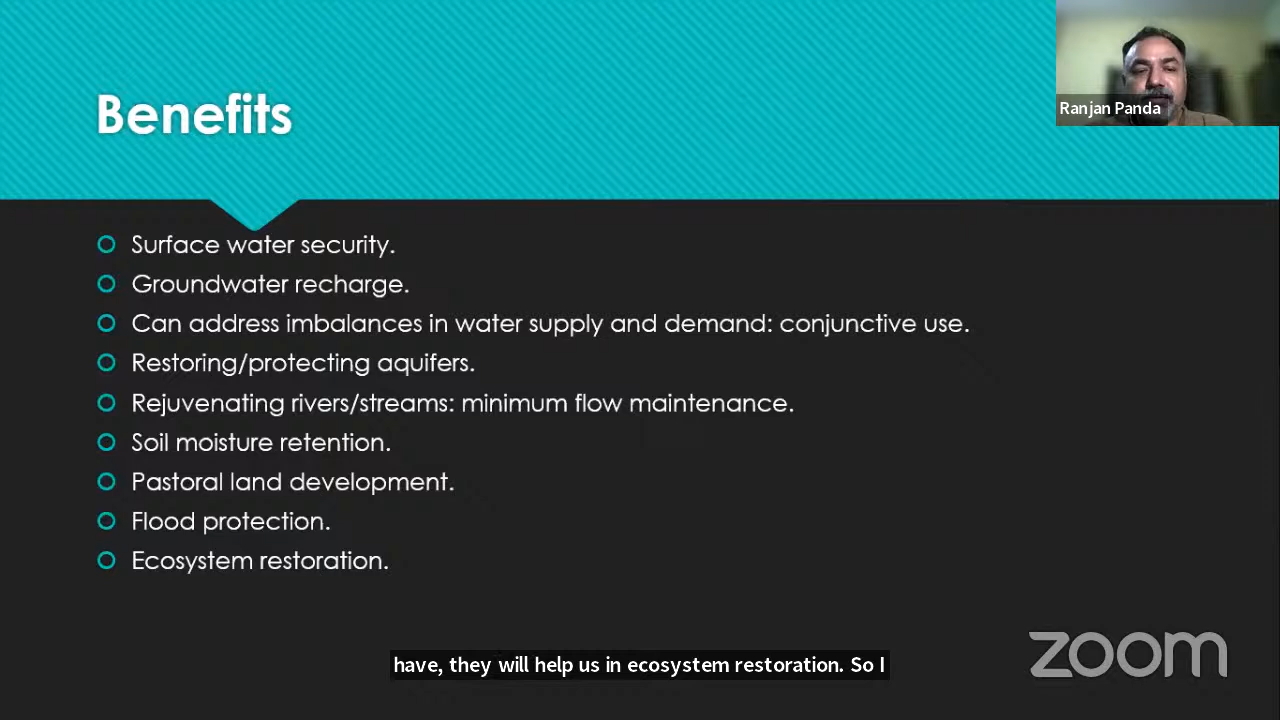 Benefits
Ranjan Panda
Surface water security.
Groundwater recharge.
Can address imbalances in water supply and demand: conjunctive use.
Restoring/protecting aquifers.
Rejuvenating rivers/streams: minimum flow maintenance.
Soil moisture retention.
Pastoral land development.
Flood protection.
Ecosystem restoration.
have, they will help us in ecosystem restoration. So I
zoom